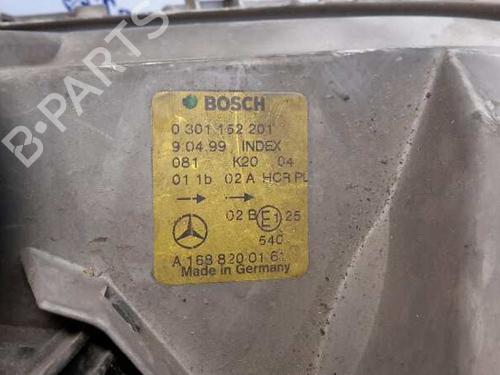 BOSCH
0 301 152 201
9.04.99 INDEX
081 K20 04
01 1b 02 A HCR PL
02 B E1 25
540
A 168 820 01 61
Made in Germany